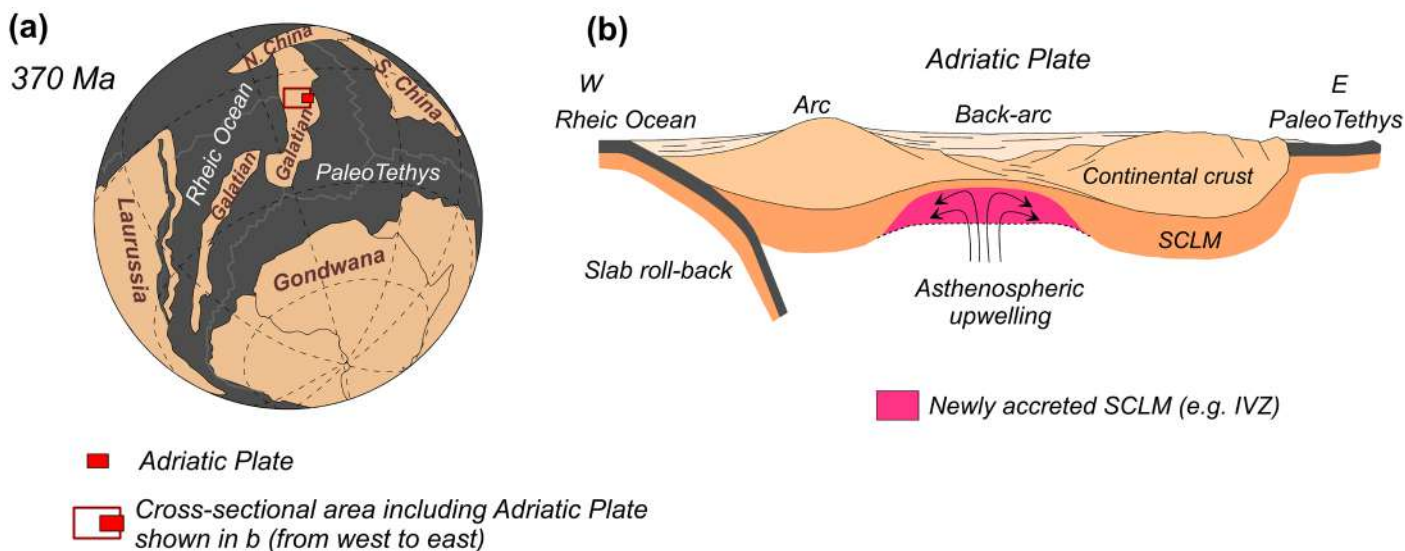 (a)
370 Ma
N. China
S. China
Rheic Ocean
Galatian
Galatian
PaleoTethys
Laurussia
Gondwana
Adriatic Plate
Cross-sectional area including Adriatic Plate
shown in b (from west to east)
(b)
Adriatic Plate
W
E
Rheic Ocean
Arc
Back-arc
PaleoTethys
Continental crust
SCLM
Slab roll-back
Asthenospheric
upwelling
Newly accreted SCLM (e.g. IVZ)